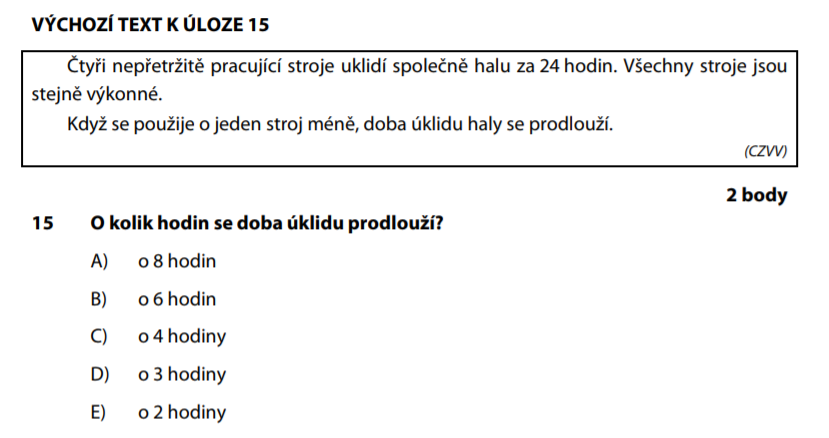 VÝCHOZÍ TEXT K ÚLOZE 15
Čtyři nepřetržitě pracující stroje uklidí společně halu za 24 hodin. Všechny stroje jsou
stejně výkonné.
Když se použije o jeden stroj méně, doba úklidu haly se prodlouží.
(CZVV)
2 body
15 O kolik hodin se doba úklidu prodlouží?
A) o 8 hodin
B) o 6 hodin
C) o 4 hodiny
D) o 3 hodiny
E) o 2 hodiny